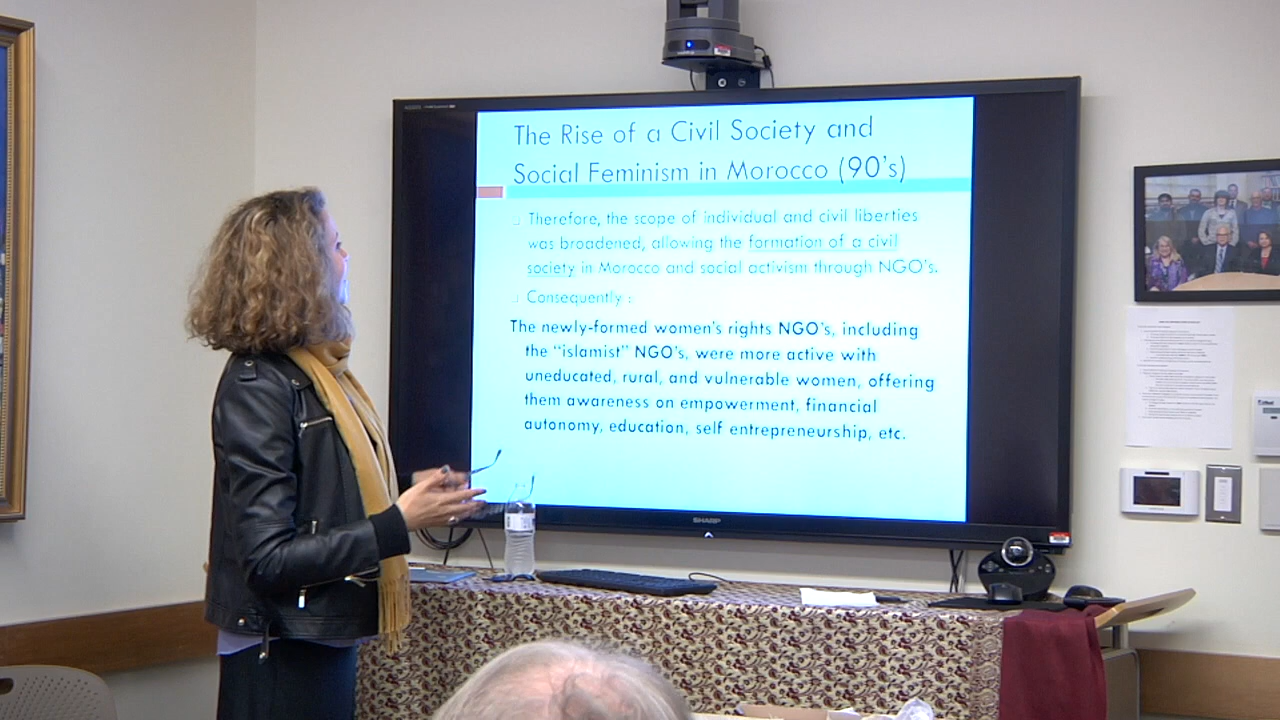 The Rise of a Civil Society and
Social Feminism in Morocco (90's)
Therefore, the scope of individual and civil liberties
was broadened, allowing the formation of a civil
society in Morocco and social activism through NGO's.
Consequently :
The newly-formed women's rights NGO's, including
the "islamist" NGO's, were more active with
uneducated, rural, and vulnerable women, offering
them awareness on empowerment, financial
autonomy, education, self entrepreneurship, etc.
SHARP